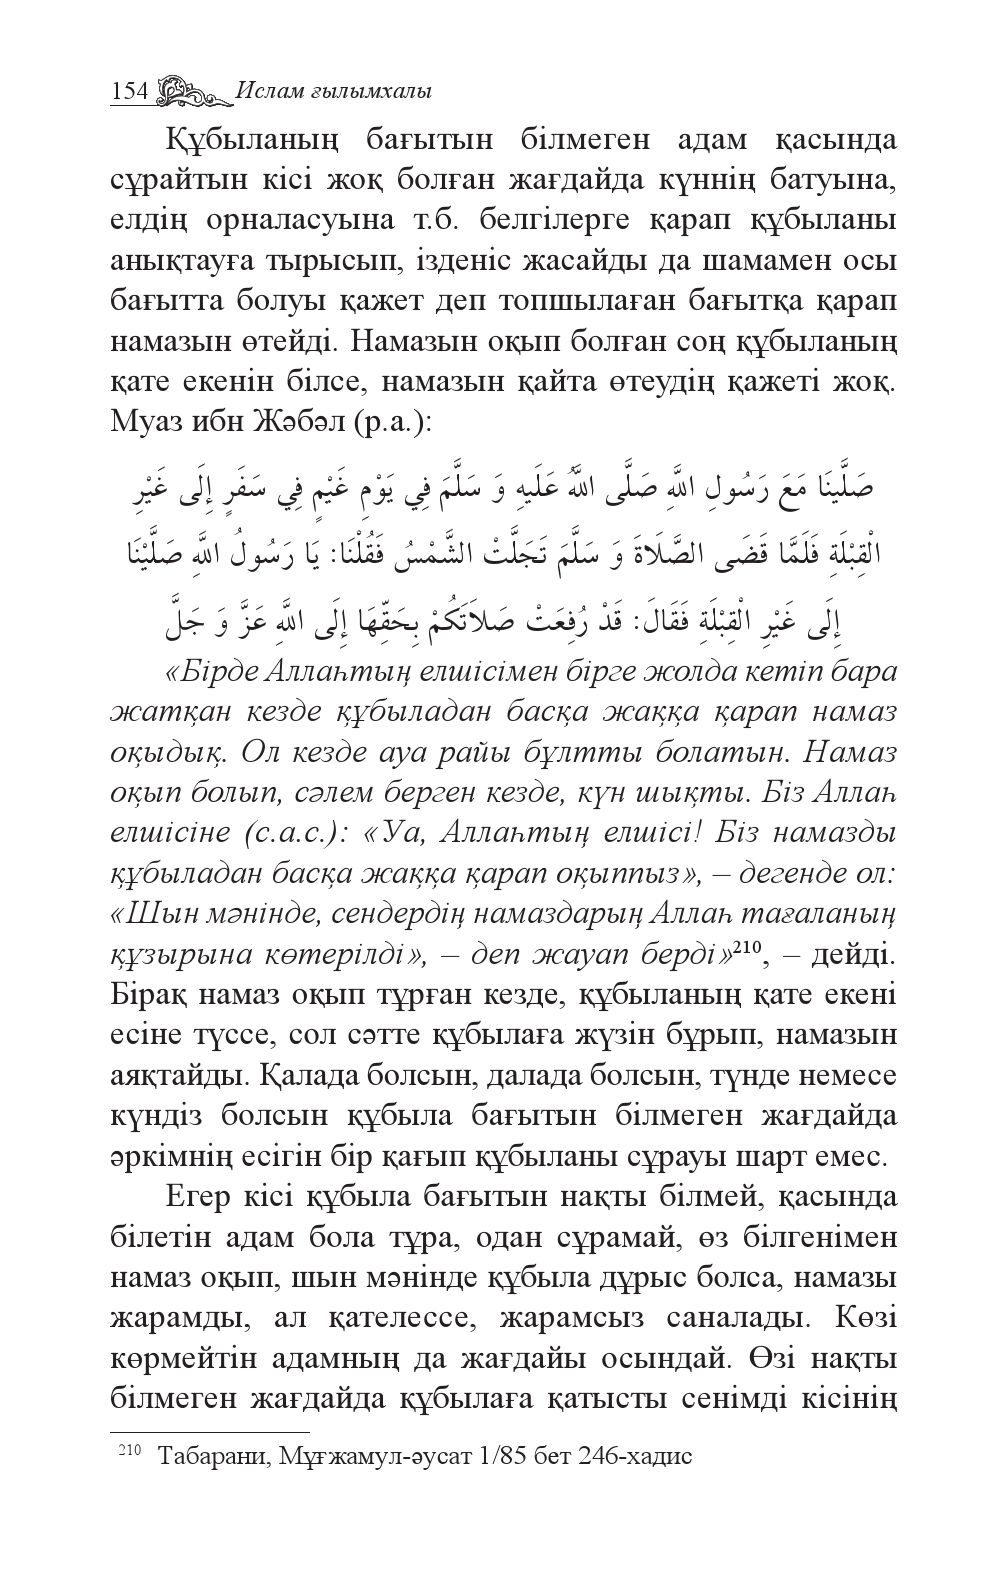 154 Ислам ғылымхалы
Құбыланың бағытын білмеген адам қасында
сұрайтын кісі жоқ болған жағдайда күннің батуына,
елдің орналасуына т.б. белгілерге қарап құбыланы
анықтауға тырысып, ізденіс жасайды да шамамен осы
бағытта болуы қажет деп топшылаған бағытқа қарап
намазын өтейді. Намазын оқып болған соң құбыланың
қате екенін білсе, намазын қайта өтеудің қажеті жоқ.
Муаз ибн Жәбәл (р.а.):
صَلَّينَا مَعَ رَسُولِ اللَّهِ صَلَّى اللَّهُ عَلَيهِ وَ سَلَّمَ فِي يَوْمِ غَيْمٍ فِي سَفَرٍ إِلَى غَيْرِ
الْقِبْلَةِ فَلَمَّا قَضَى الصَّلَاةَ وَ سَلَّمَ تَجَلَّتْ الشَّمْسُ فَقُلْنَا: يَا رَسُولُ اللَّهِ صَلَّيْنَا
إِلَى غَيْرِ الْقِبْلَةِ فَقَالَ: قَدْ رُفِعَتْ صَلاَتَكُمْ بِحَقِّهَا إِلَى اللَّهِ عَزَّ وَ جَلَّ
«Бірде Аллаһтың елшісімен бірге жолда кетіп бара
жатқан кезде құбыладан басқа жаққа қарап намаз
оқыдық. Ол кезде ауа райы бұлтты болатын. Намаз
оқып болып, сәлем берген кезде, күн шықты. Біз Аллаһ
елшісіне (с.а.с.): «Уа, Аллаһтың елшісі! Біз намазды
құбыладан басқа жаққа қарап оқыппыз», – дегенде ол:
«Шын мәнінде, сендердің намаздарың Аллаһ тағаланың
құзырына көтерілді», – деп жауап берді»²¹⁰, – дейді.
Бірақ намаз оқып тұрған кезде, құбыланың қате екені
есіне түссе, сол сәтте құбылаға жүзін бұрып, намазын
аяқтайды. Қалада болсын, далада болсын, түнде немесе
күндіз болсын құбыла бағытын білмеген жағдайда
әркімнің есігін бір қағып құбыланы сұрауы шарт емес.
Егер кісі құбыла бағытын нақты білмей, қасында
білетін адам бола тұра, одан сұрамай, өз білгенімен
намаз оқып, шын мәнінде құбыла дұрыс болса, намазы
жарамды, ал қателессе, жарамсыз саналады. Көзі
көрмейтін адамның да жағдайы осындай. Өзі нақты
білмеген жағдайда құбылаға қатысты сенімді кісінің
²¹⁰ Табарани, Мұғжамул-әусат 1/85 бет 246-хадис